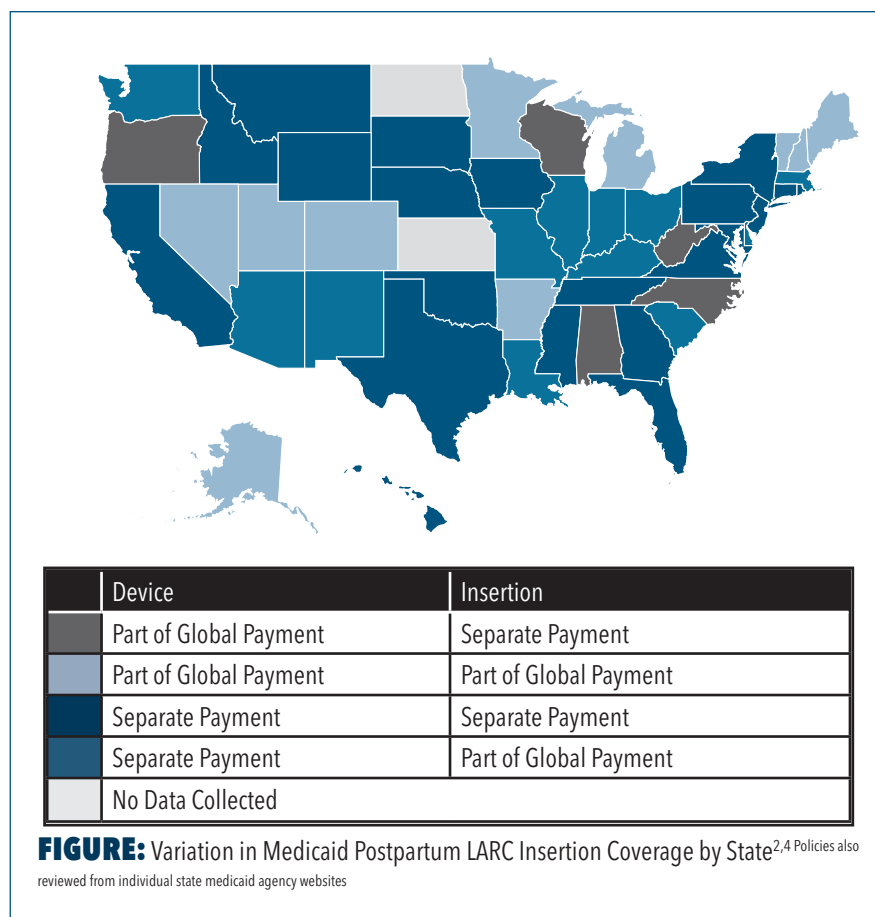 Device Insertion
Part of Global Payment Separate Payment
Part of Global Payment Part of Global Payment
Separate Payment Separate Payment
Separate Payment Part of Global Payment
No Data Collected
FIGURE: Variation in Medicaid Postpartum LARC Insertion Coverage by State2,4 Policies also
reviewed from individual state medicaid agency websites